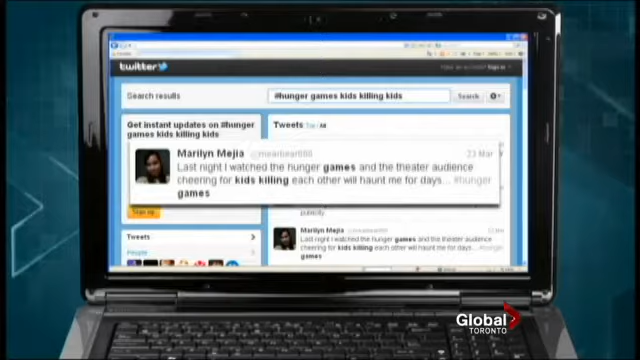 twitter
Search results
#hunger games kids killing kids
Search
Get instant updates on #hunger
games kids killing kids
Tweets
All
Marilyn Mejia
23 Mar
Last night I watched the hunger games and the theater audience
cheering for kids killing each other will haunt me for days... #hunger
games
Sign up
publicity.
Tweets
People
Marilyn Mejia
Last night I watched the hunger games and the theater audience
cheering for kids killing each other will haunt me for days... #hunger
games
Global
TORONTO